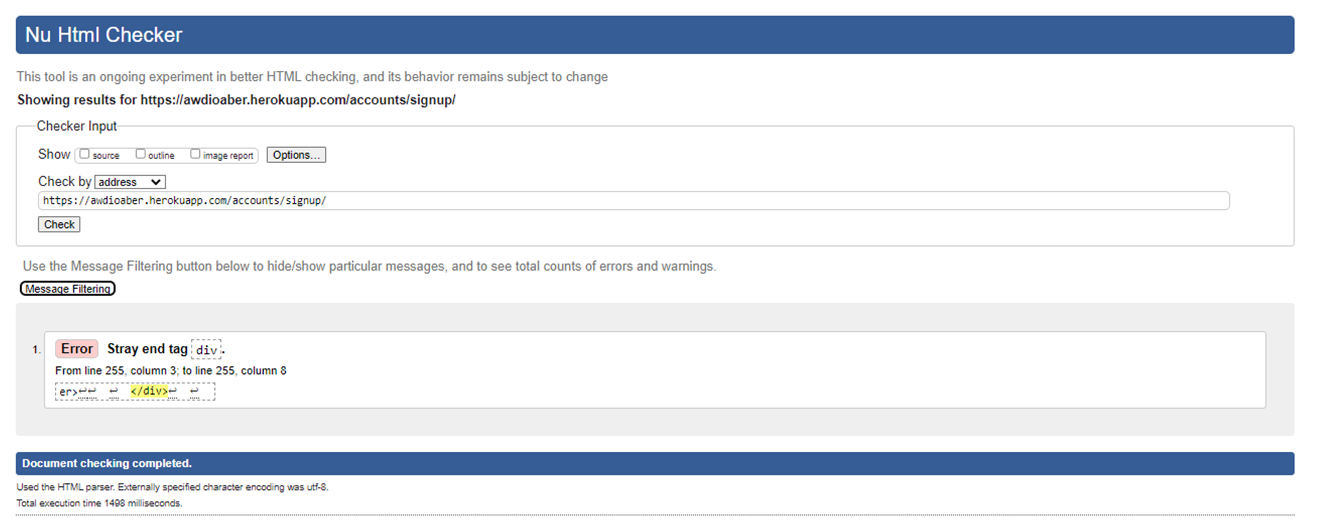 Nu Html Checker
This tool is an ongoing experiment in better HTML checking, and its behavior remains subject to change
Showing results for https://awdioaber.herokuapp.com/accounts/signup/
Checker Input
Show source outline image report Options...
Check by address
https://awdioaber.herokuapp.com/accounts/signup/
Check
Use the Message Filtering button below to hide/show particular messages, and to see total counts of errors and warnings.
Message Filtering
1. Error Stray end tag div.
From line 255, column 3; to line 255, column 8
er>↩↩ ↩ </div>↩ ↩
Document checking completed.
Used the HTML parser. Externally specified character encoding was utf-8.
Total execution time 1498 milliseconds.